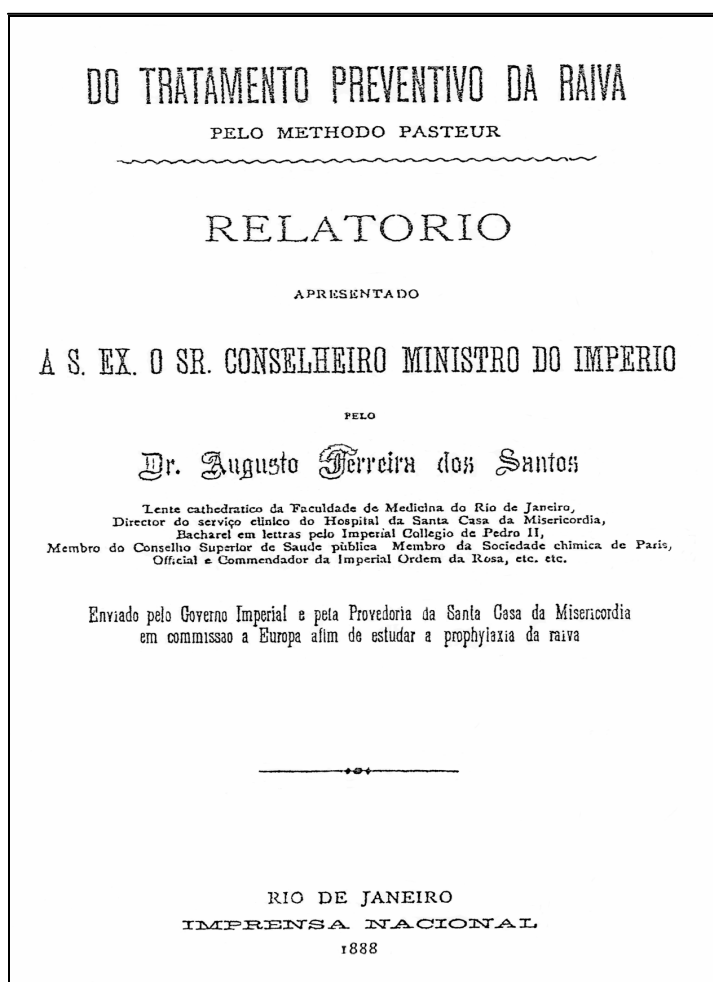 DO TRATAMENTO PREVENTIVO DA RAIVA
PELO METHODO PASTEUR
RELATORIO
APRESENTADO
A S. EX. O SR. CONSELHEIRO MINISTRO DO IMPERIO
PELO
Dr. Augusto Ferreira dos Santos
Lente cathedratico da Faculdade de Medicina do Rio de Janeiro,
Director do serviço clinico do Hospital da Santa Casa da Misericordia,
Bacharel em lettras pelo Imperial Collegio de Pedro II,
Membro do Conselho Superior de Saude pùblica Membro da Sociedade chimica de Paris,
Official e Commendador da Imperial Ordem da Rosa, etc. etc.
Enviado pelo Governo Imperial e pela Provedoria da Santa Casa da Misericordia
em commissao a Europa afim de estudar a prophylaxia da raiva
RIO DE JANEIRO
IMPRENSA NACIONAL
1888